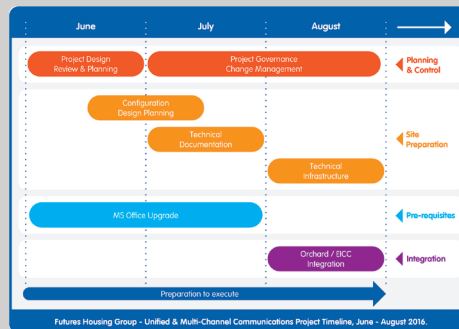 June July August
Project Design
Review & Planning
Project Governance
Change Management
Planning
& Control
Configuration
Design Planning
Technical
Documentation
Site
Preparation
Technical
Infrastructure
MS Office Upgrade
Pre-requisites
Orchard / EICC
Integration
Integration
Preparation to execute
Futures Housing Group - Unified & Multi-Channel Communications Project Timeline, June - August 2016.